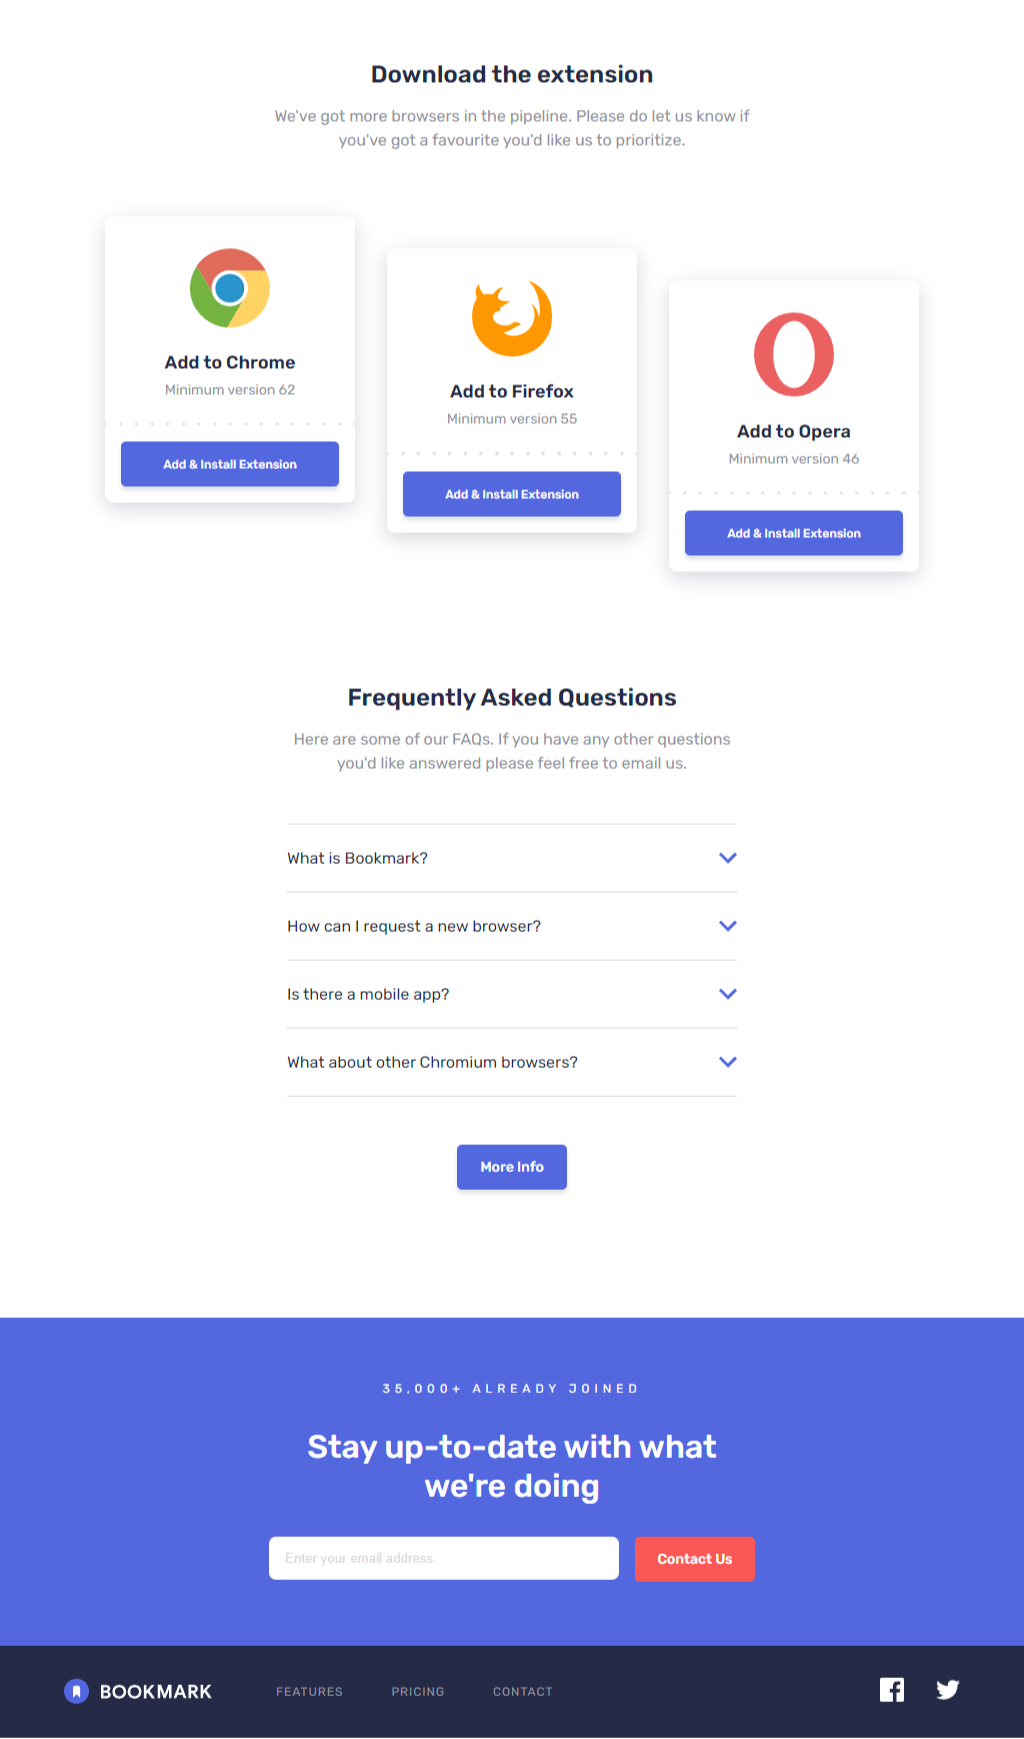 Download the extension
We've got more browsers in the pipeline. Please do let us know if
you've got a favourite you'd like us to prioritize.
Add to Chrome
Minimum version 62
Add & Install Extension
Add to Firefox
Minimum version 55
Add & Install Extension
Add to Opera
Minimum version 46
Add & Install Extension
Frequently Asked Questions
Here are some of our FAQs. If you have any other questions
you'd like answered please feel free to email us.
What is Bookmark?
How can I request a new browser?
Is there a mobile app?
What about other Chromium browsers?
More Info
35,000+ ALREADY JOINED
Stay up-to-date with what
we're doing
Enter your email address
Contact Us
BOOKMARK
FEATURES
PRICING
CONTACT